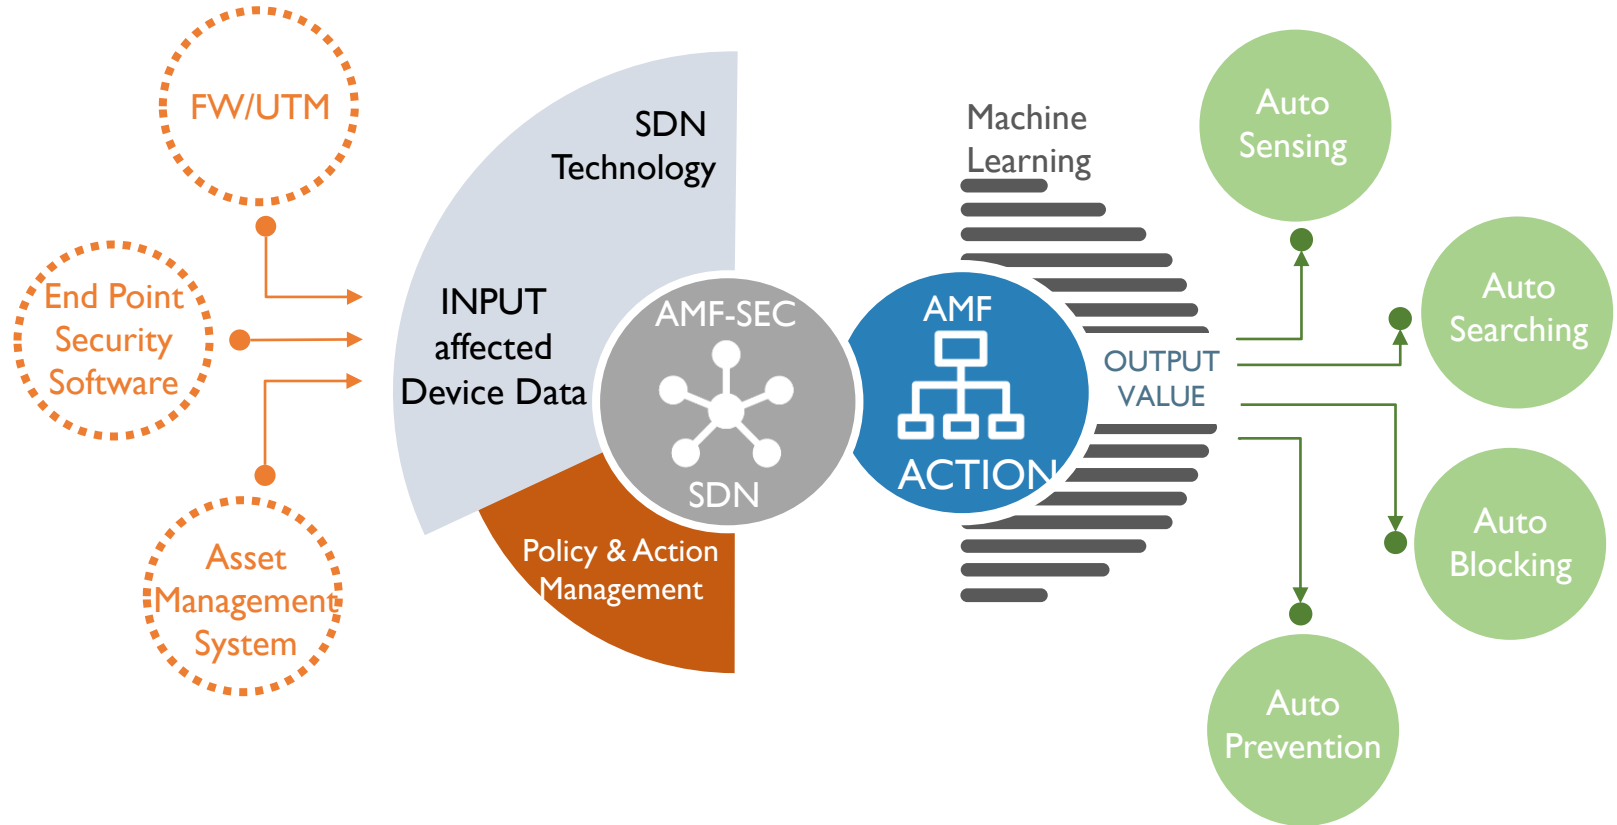 FW/UTM
End Point
Security
Software
Asset
Management
System
SDN
Technology
INPUT
affected
Device Data
Policy & Action
Management
AMF-SEC
SDN
AMF
ACTION
Machine
Learning
OUTPUT
VALUE
Auto
Sensing
Auto
Searching
Auto
Blocking
Auto
Prevention